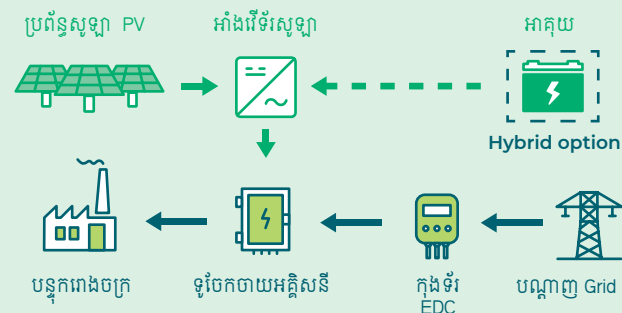 ប្រព័ន្ធសូឡា PV
អាំងវើទ័រសូឡា
អាគុយ
Hybrid option
បន្ទុករោងចក្រ
ទូចែកចាយអគ្គិសនី
កុងទ័រ
EDC
បណ្តាញ Grid